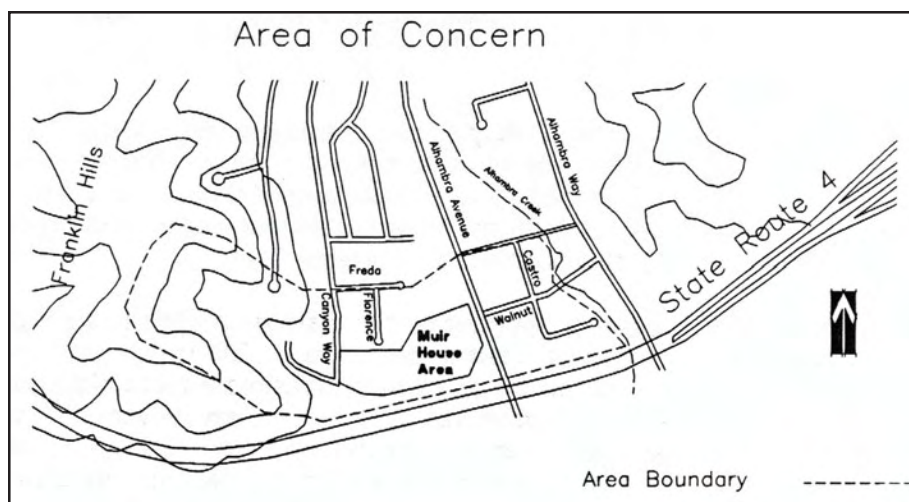 Area of Concern
Franklin Hills
Alhambra Avenue
Alhambra Creek
Alhambra Way
State Route 4
Freda
Castro
Canyon Way
Florence
Walnut
Muir
House
Area
Area Boundary